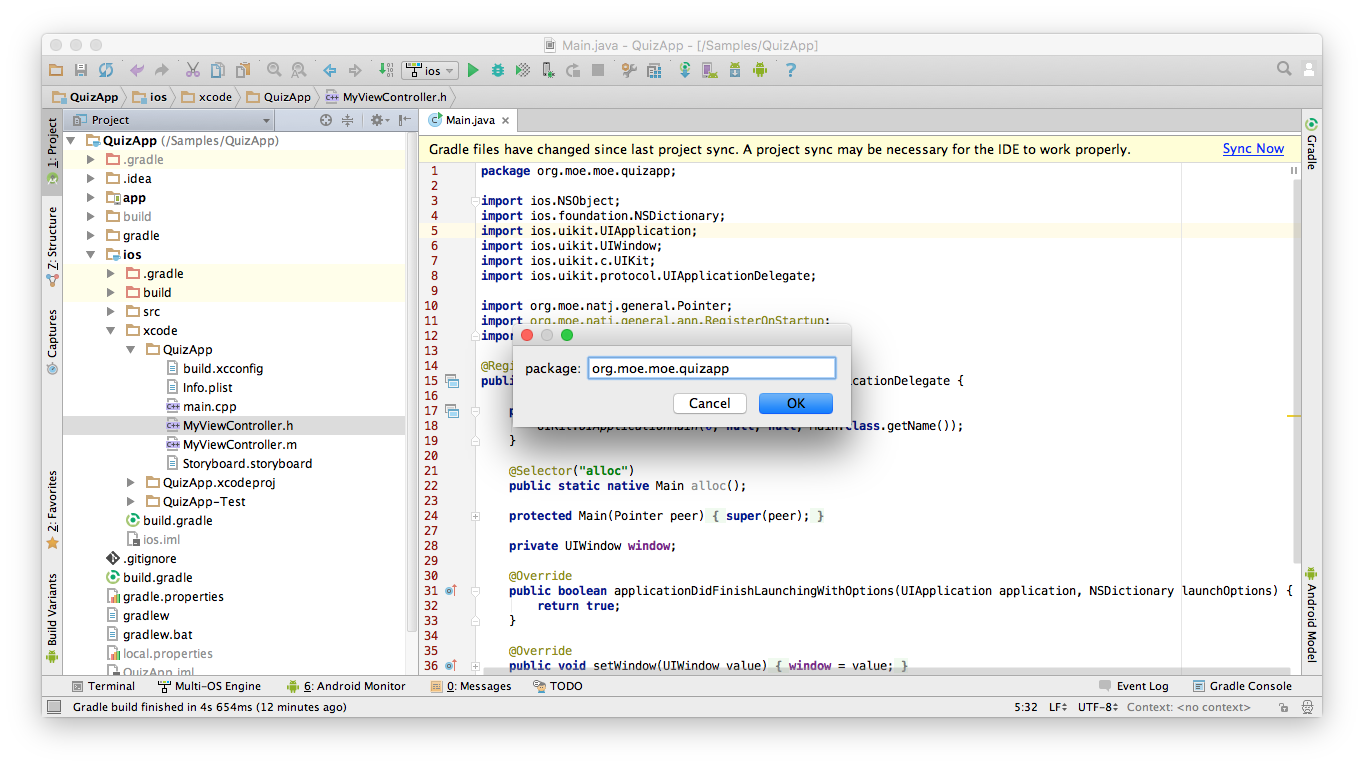 Main.java - QuizApp - [/Samples/QuizApp]
ios
QuizApp ios xcode QuizApp MyViewController.h
Project
Main.java
1: Project
Z: Structure
Captures
2: Favorites
Build Variants
QuizApp (/Samples/QuizApp)
.gradle
.idea
app
build
gradle
ios
.gradle
build
src
xcode
QuizApp
build.xcconfig
Info.plist
main.cpp
MyViewController.h
MyViewController.m
Storyboard.storyboard
QuizApp.xcodeproj
QuizApp-Test
build.gradle
ios.iml
.gitignore
build.gradle
gradle.properties
gradlew
gradlew.bat
local.properties
QuizApp.iml
Gradle files have changed since last project sync. A project sync may be necessary for the IDE to work properly. Sync Now
1 package org.moe.moe.quizapp;
2
3 import ios.NSObject;
4 import ios.foundation.NSDictionary;
5 import ios.uikit.UIApplication;
6 import ios.uikit.UIWindow;
7 import ios.uikit.c.UIKit;
8 import ios.uikit.protocol.UIApplicationDelegate;
9
10 import org.moe.natj.general.Pointer;
11 import org.moe.natj.general.ann.RegisterOnStartup;
12 impor
13
14 @Reg
15 publ icationDelegate {
16
17 p
18 UIKit.UIApplicationMain(0, null, null, Main.class.getName());
19 }
20
21 @Selector("alloc")
22 public static native Main alloc();
23
24 protected Main(Pointer peer) { super(peer); }
27
28 private UIWindow window;
29
30 @Override
31 public boolean applicationDidFinishLaunchingWithOptions(UIApplication application, NSDictionary launchOptions) {
32 return true;
33 }
34
35 @Override
36 public void setWindow(UIWindow value) { window = value; }
package: org.moe.moe.quizapp
Cancel OK
Gradle
Android Model
Terminal Multi-OS Engine 6: Android Monitor 0: Messages TODO Event Log Gradle Console
Gradle build finished in 4s 654ms (12 minutes ago) 5:32 LF UTF-8 Context: <no context>